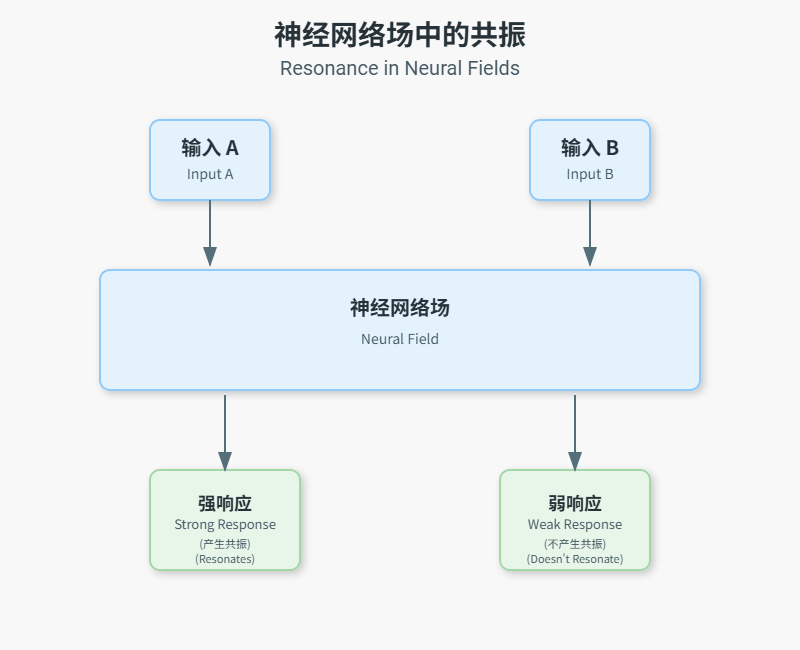 神经网络场中的共振
Resonance in Neural Fields
输入 A
Input A
输入 B
Input B
神经网络场
Neural Field
强响应
Strong Response
(产生共振)
(Resonates)
弱响应
Weak Response
(不产生共振)
(Doesn't Resonate)